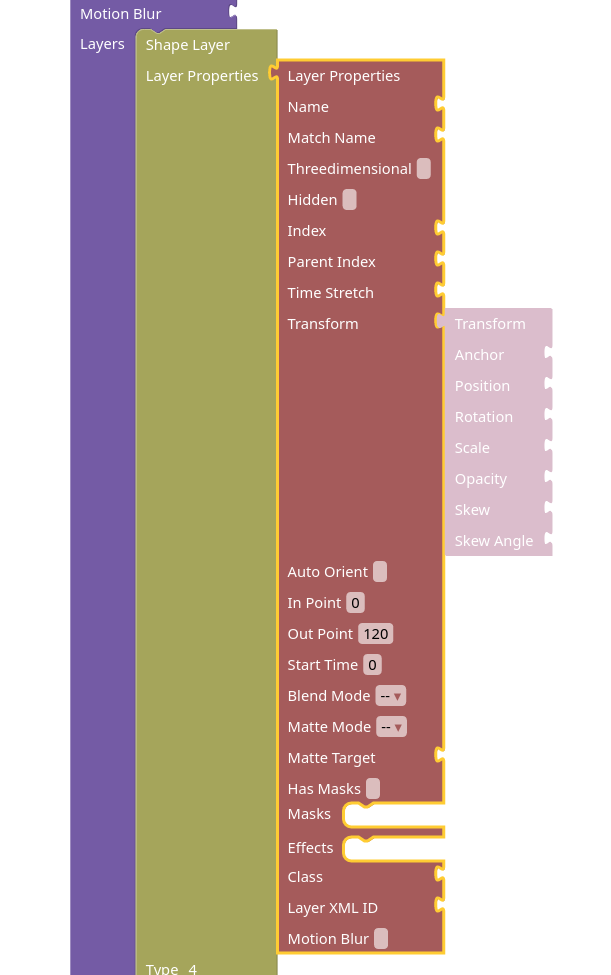 Motion Blur
Layers Shape Layer
Layer Properties Layer Properties
Name
Match Name
Threedimensional
Hidden
Index
Parent Index
Time Stretch
Transform Transform
Anchor
Position
Rotation
Scale
Opacity
Skew
Skew Angle
Auto Orient
In Point 0
Out Point 120
Start Time 0
Blend Mode -- ▾
Matte Mode -- ▾
Matte Target
Has Masks
Masks
Effects
Class
Layer XML ID
Motion Blur
Type 4